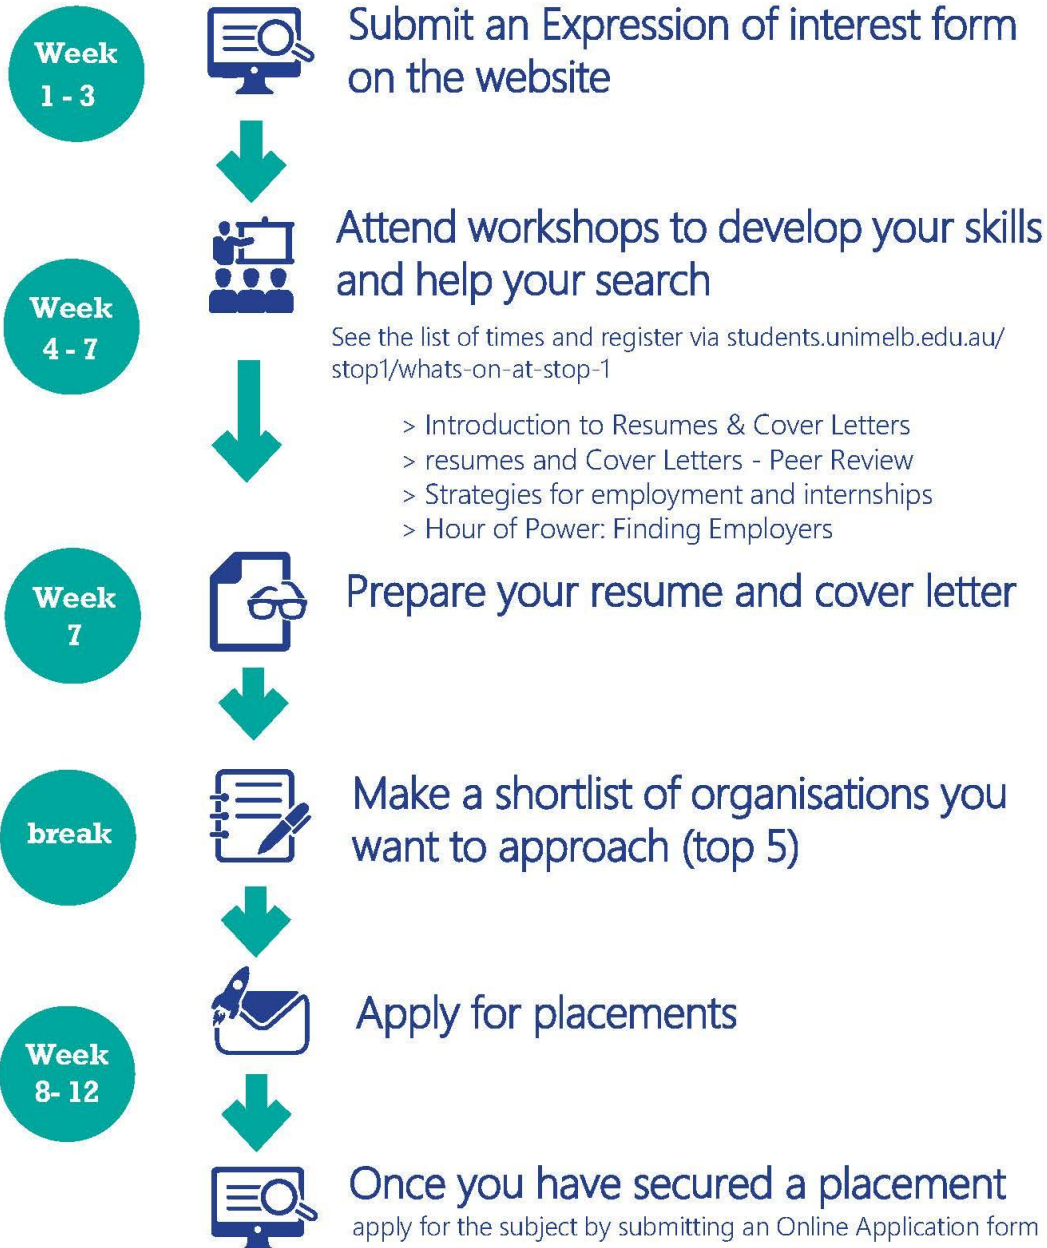 Week
1 - 3
Submit an Expression of interest form
on the website
Attend workshops to develop your skills
and help your search
Week
4 - 7
See the list of times and register via students.unimelb.edu.au/
stop1/whats-on-at-stop-1
> Introduction to Resumes & Cover Letters
> resumes and Cover Letters - Peer Review
> Strategies for employment and internships
> Hour of Power: Finding Employers
Week
7
Prepare your resume and cover letter
break
Make a shortlist of organisations you
want to approach (top 5)
Week
8- 12
Apply for placements
Once you have secured a placement
apply for the subject by submitting an Online Application form